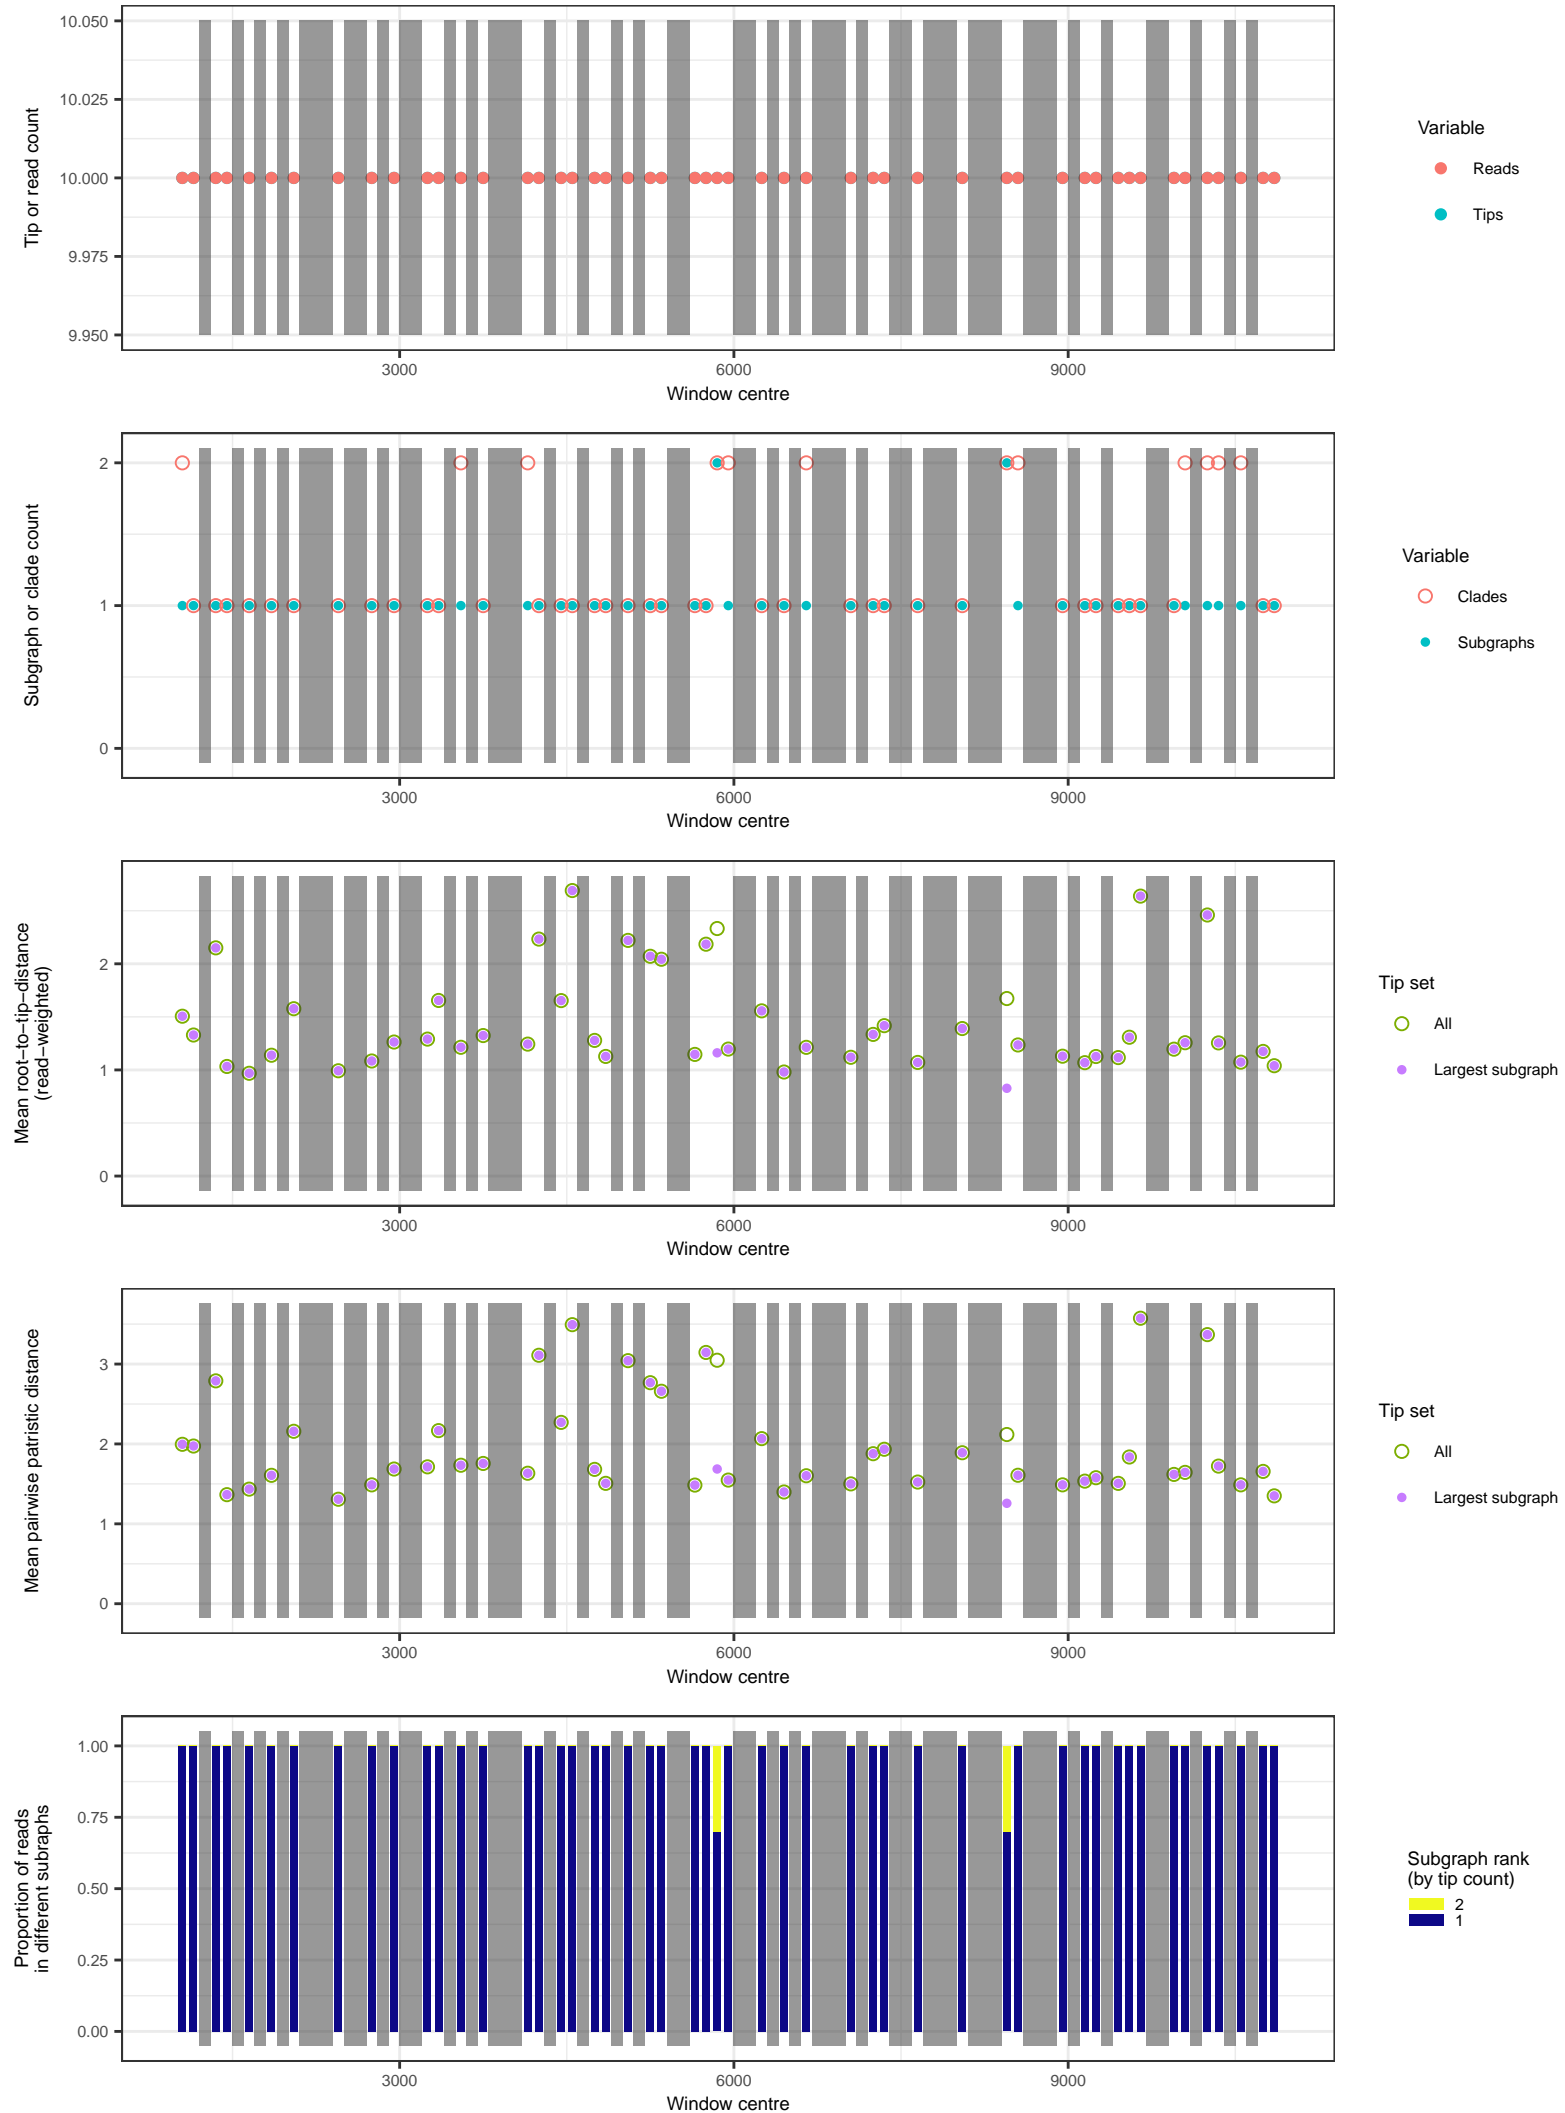 10.050
10.025
10.000
9.975
9.950
Tip or read count
3000 6000 9000
Window centre
Variable
Reads
Tips
2
1
0
Subgraph or clade count
3000 6000 9000
Window centre
Variable
Clades
Subgraphs
2
1
0
Mean root−to−tip−distance
(read−weighted)
3000 6000 9000
Window centre
Tip set
All
Largest subgraph
3
2
1
0
Mean pairwise patristic distance
3000 6000 9000
Window centre
Tip set
All
Largest subgraph
1.00
0.75
0.50
0.25
0.00
Proportion of reads
in different subraphs
3000 6000 9000
Window centre
Subgraph rank
(by tip count)
2
1